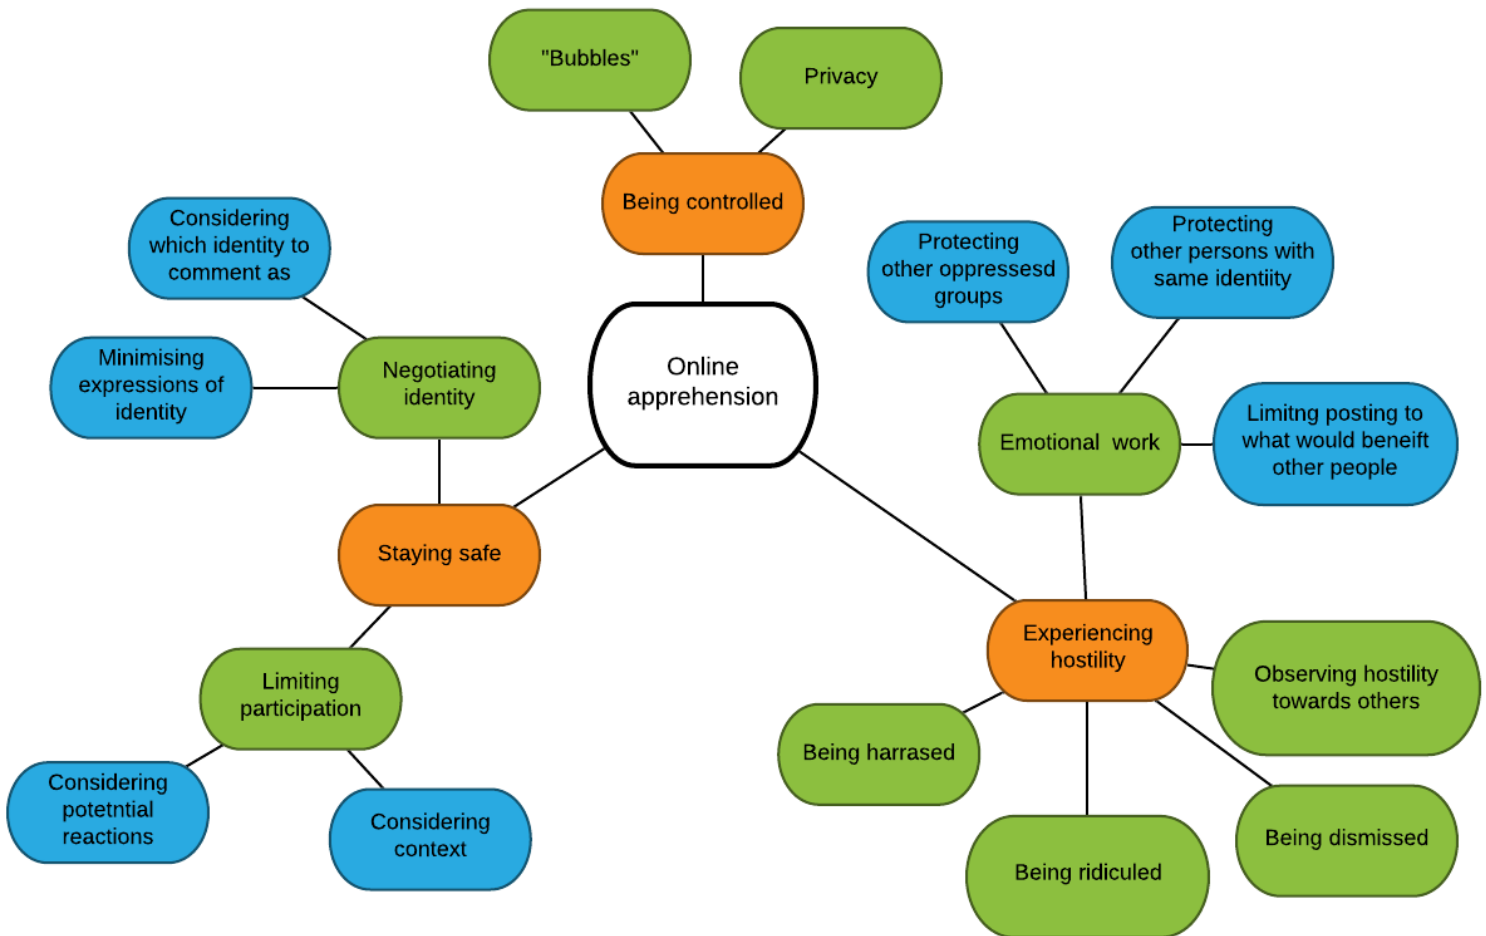 "Bubbles"
Privacy
Being controlled
Considering
which identity to
comment as
Protecting
other oppressesd
groups
Protecting
other persons with
same identiity
Minimising
expressions of
identity
Negotiating
identity
Online
apprehension
Emotional  work
Limitng posting to
what would beneift
other people
Staying safe
Experiencing
hostility
Observing hostility
towards others
Limiting
participation
Being harrased
Considering
potetntial
reactions
Considering
context
Being ridiculed
Being dismissed